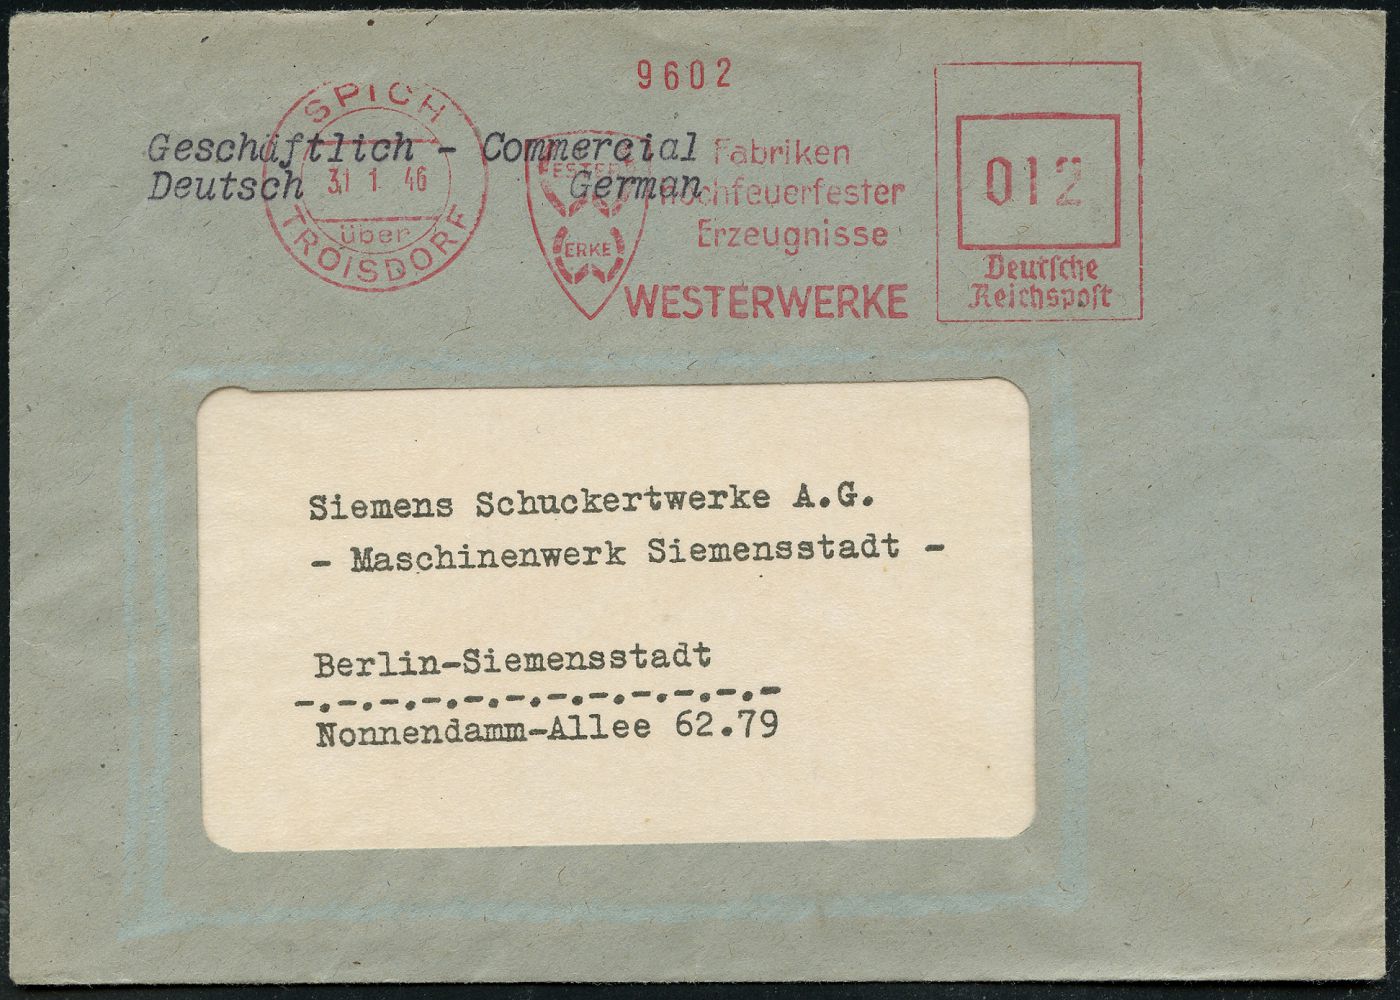 9602
SPICH
Geschäftlich - Commercial
Deutsch German
31 1 46
über
TROISDORF
ESTER
ERKE
Fabriken
hochfeuerfester
Erzeugnisse
WESTERWERKE
012
Deutsche
Reichspost
Siemens Schuckertwerke A.G.
- Maschinenwerk Siemensstadt -
Berlin-Siemensstadt
-.-.-.-.-.-.-.-.-.-.-.-
Nonnendamm-Allee 62.79